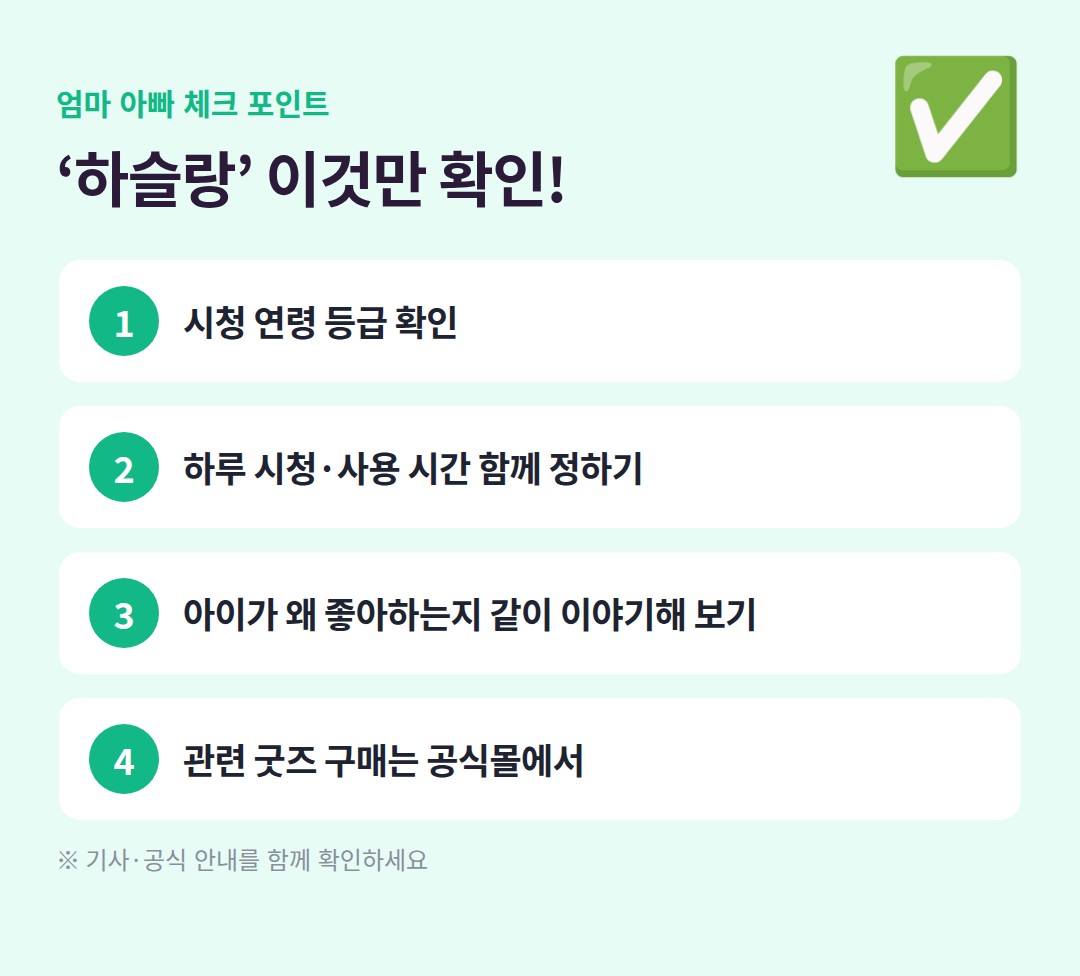 엄마 아빠 체크 포인트
‘하슬랑’ 이것만 확인!
1 시청 연령 등급 확인
2 하루 시청·사용 시간 함께 정하기
3 아이가 왜 좋아하는지 같이 이야기해 보기
4 관련 굿즈 구매는 공식몰에서
※ 기사·공식 안내를 함께 확인하세요